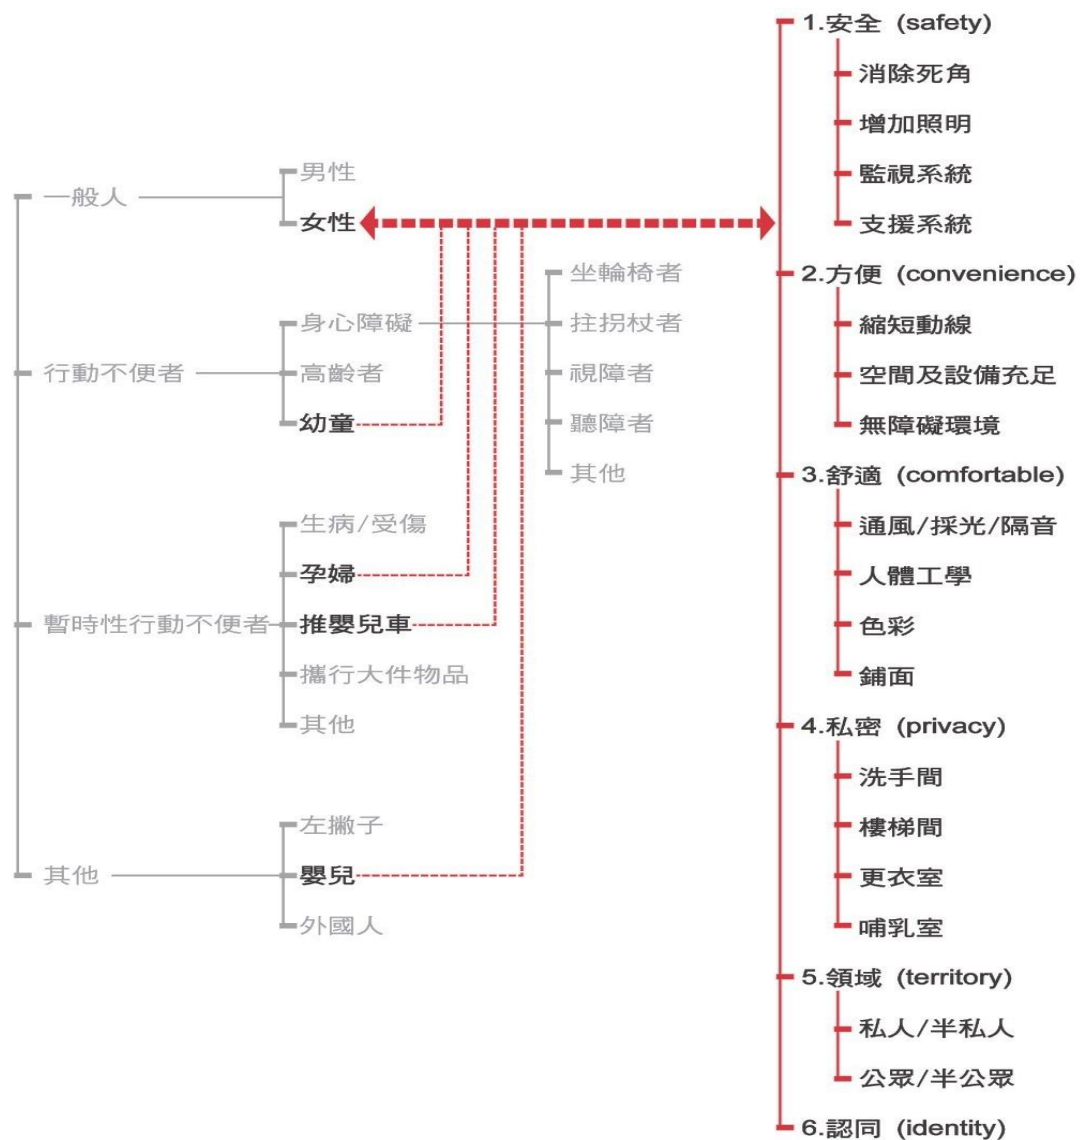 一般人
男性
女性
行動不便者
身心障礙
高齡者
幼童
坐輪椅者
拄拐杖者
視障者
聽障者
其他
暫時性行動不便者
生病/受傷
孕婦
推嬰兒車
攜行大件物品
其他
其他
左撇子
嬰兒
外國人
1.安全 (safety)
消除死角
增加照明
監視系統
支援系統
2.方便 (convenience)
縮短動線
空間及設備充足
無障礙環境
3.舒適 (comfortable)
通風/採光/隔音
人體工學
色彩
鋪面
4.私密 (privacy)
洗手間
樓梯間
更衣室
哺乳室
5.領域 (territory)
私人/半私人
公眾/半公眾
6.認同 (identity)